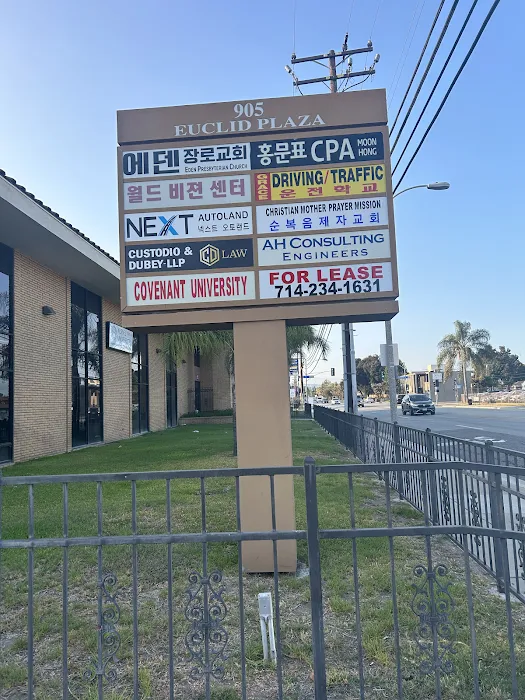 905
EUCLID PLAZA
에덴 장로교회
EDEN PRESBYTERIAN CHURCH
홍문표 CPA MOON
HONG
월드 비젼 센터
GRACE
DRIVING/TRAFFIC
운전학교
NEXT AUTOLAND
넥스트 오토랜드
CHRISTIAN MOTHER PRAYER MISSION
순복음제자교회
CUSTODIO &
DUBEY-LLP
CD LAW
AH CONSULTING
ENGINEERS
COVENANT UNIVERSITY
FOR LEASE
714-234-1631